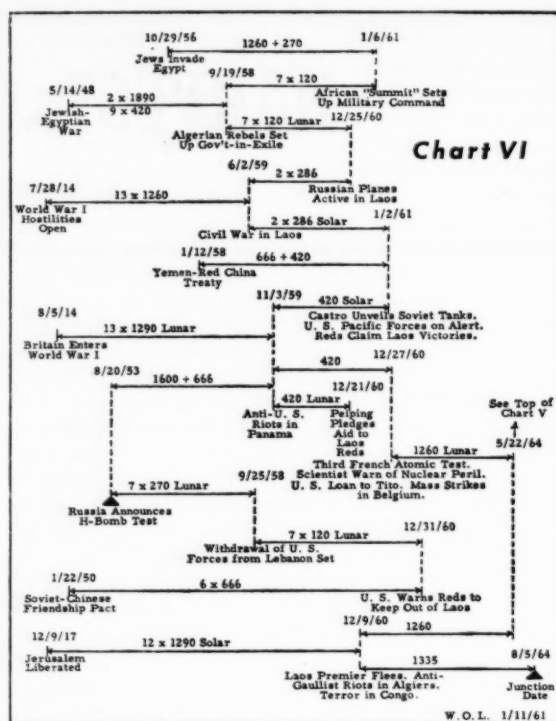 10/29/56 1260 + 270 1/6/61
Jews Invade
Egypt
9/19/58 7 x 120
5/14/48 African "Summit" Sets
Up Military Command
Jewish-
Egyptian
War
2 x 1890
9 x 420
7 x 120 Lunar 12/25/60
Algerian Rebels Set
Up Gov't-in-Exile
Chart VI
6/2/59 2 x 286
7/28/14 13 x 1260 Russian Planes
Active in Laos
World War I
Hostilities
Open
2 x 286 Solar 1/2/61
Civil War in Laos
1/12/58 666 + 420
Yemen-Red China
Treaty
11/3/59 420 Solar
8/5/14 13 x 1290 Lunar
Castro Unveils Soviet Tanks.
U. S. Pacific Forces on Alert.
Reds Claim Laos Victories.
Britain Enters
World War I
8/20/53 420 12/27/60
1600 + 666 12/21/60
420 Lunar
Anti-U. S.
Riots in
Panama
Peiping
Pledges
Aid to
Laos
Reds
See Top of
Chart V
5/22/64
1260 Lunar
Third French Atomic Test.
Scientist Warn of Nuclear Peril.
U. S. Loan to Tito. Mass Strikes
in Belgium.
7 x 270 Lunar 9/25/58
Russia Announces
H-Bomb Test
7 x 120 Lunar 12/31/60
Withdrawal of U. S.
Forces from Lebanon Set
1/22/50 6 x 666
Soviet-Chinese
Friendship Pact
U. S. Warns Reds to
Keep Out of Laos
12/9/17 12 x 1290 Solar 12/9/60 1260
Jerusalem
Liberated
1335 8/5/64
Laos Premier Flees. Anti-
Gaullist Riots in Algiers.
Terror in Congo.
Junction
Date
W. O. L. 1/11/61